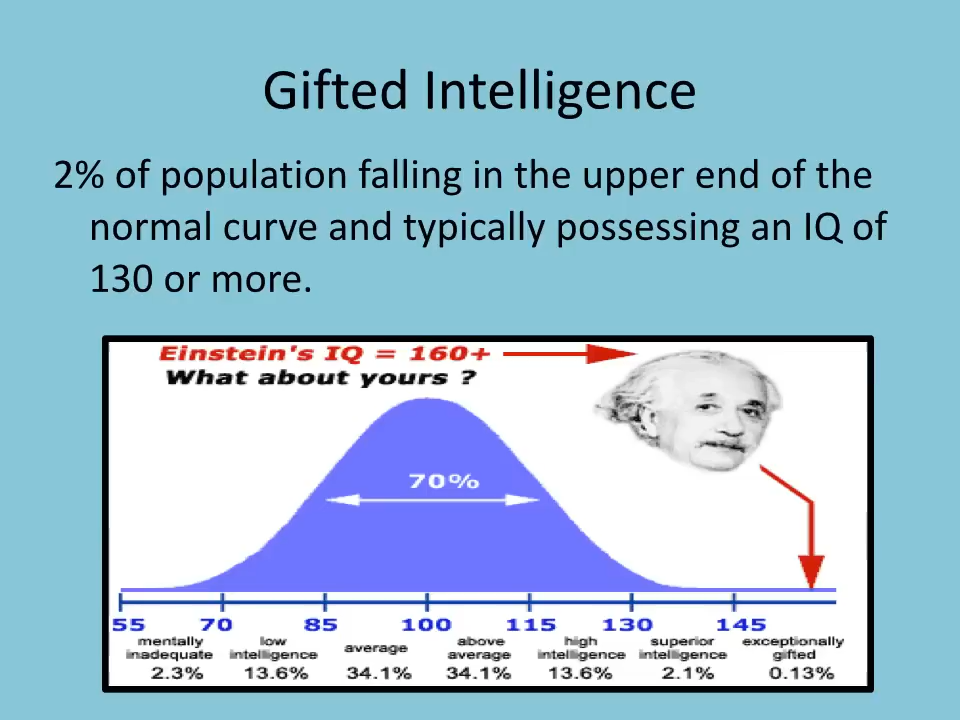 Gifted Intelligence
2% of population falling in the upper end of the
normal curve and typically possessing an IQ of
130 or more.
Einstein's IQ = 160+
What about yours ?
70%
55 70 85 100 115 130 145
mentally inadequate
low intelligence
average
above average
high intelligence
superior intelligence
exceptionally gifted
2.3% 13.6% 34.1% 34.1% 13.6% 2.1% 0.13%